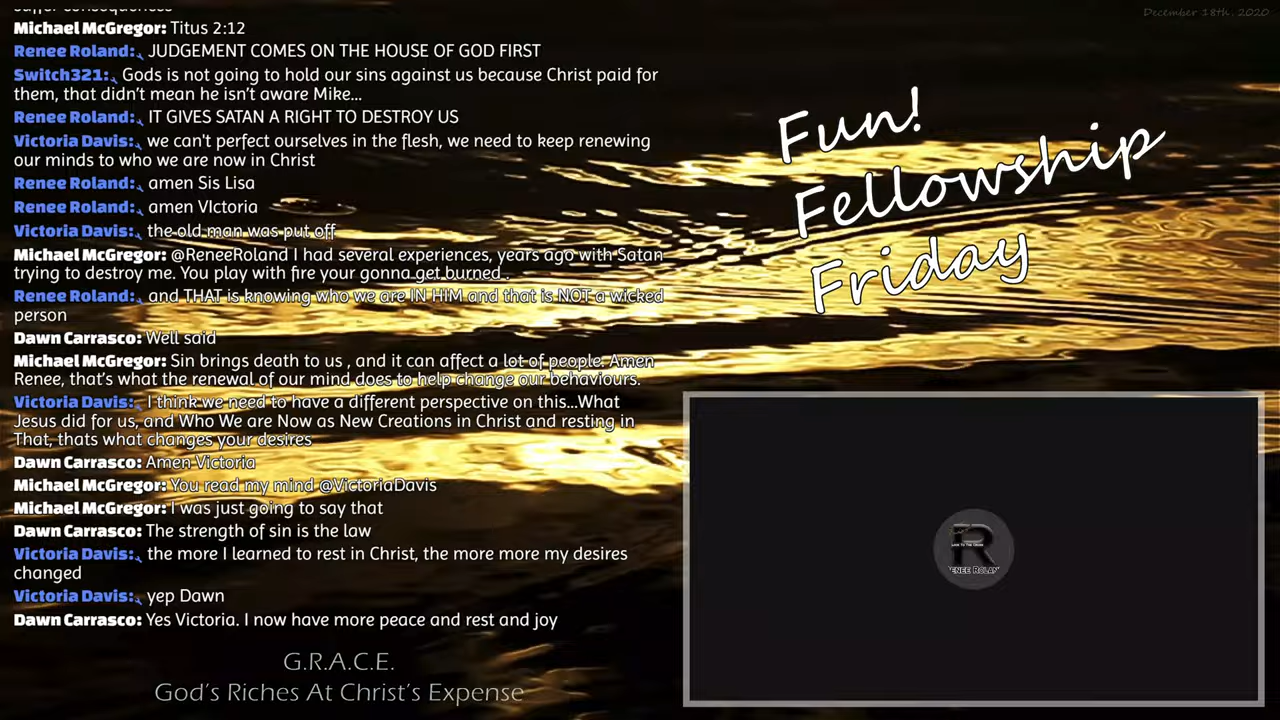 suffer consequences
Michael McGregor: Titus 2:12
Renee Roland: JUDGEMENT COMES ON THE HOUSE OF GOD FIRST
Switch321: Gods is not going to hold our sins against us because Christ paid for
them, that didn't mean he isn't aware Mike...
Renee Roland: IT GIVES SATAN A RIGHT TO DESTROY US
Victoria Davis: we can't perfect ourselves in the flesh, we need to keep renewing
our minds to who we are now in Christ
Renee Roland: amen Sis Lisa
Renee Roland: amen VIctoria
Victoria Davis: the old man was put off
Michael McGregor: @ReneeRoland I had several experiences, years ago with Satan
trying to destroy me. You play with fire your gonna get burned .
Renee Roland: and THAT is knowing who we are IN HIM and that is NOT a wicked
person
Dawn Carrasco: Well said
Michael McGregor: Sin brings death to us , and it can affect a lot of people. Amen
Renee, that's what the renewal of our mind does to help change our behaviours.
Victoria Davis: I think we need to have a different perspective on this...What
Jesus did for us, and Who We are Now as New Creations in Christ and resting in
That, thats what changes your desires
Dawn Carrasco: Amen Victoria
Michael McGregor: You read my mind @VictoriaDavis
Michael McGregor: I was just going to say that
Dawn Carrasco: The strength of sin is the law
Victoria Davis: the more I learned to rest in Christ, the more more my desires
changed
Victoria Davis: yep Dawn
Dawn Carrasco: Yes Victoria. I now have more peace and rest and joy
G.R.A.C.E.
God's Riches At Christ's Expense
December 18th, 2020
Fun!
Fellowship
Friday
R
ENEE ROLAN